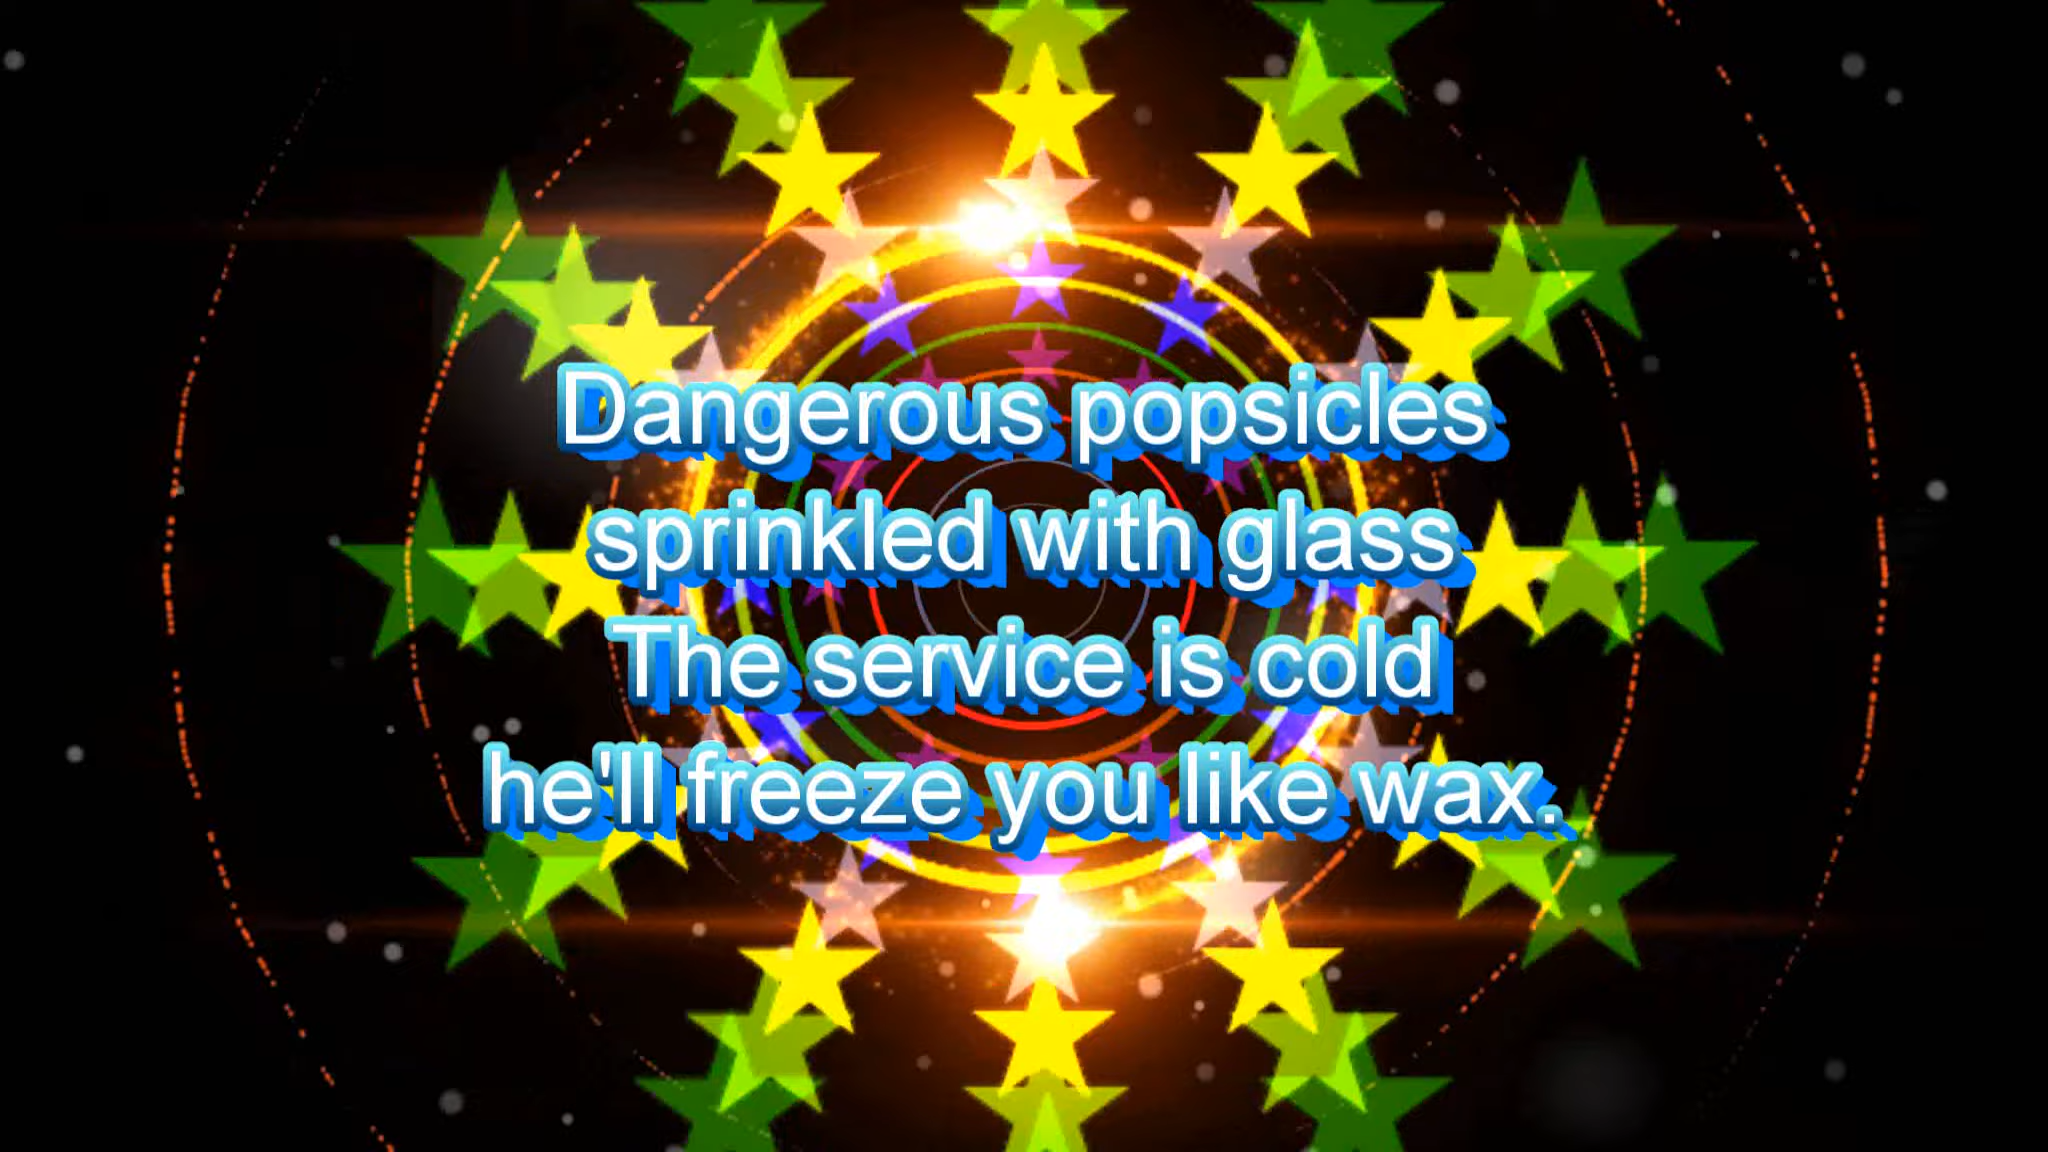 Dangerous popsicles
sprinkled with glass
The service is cold
he'll freeze you like wax.